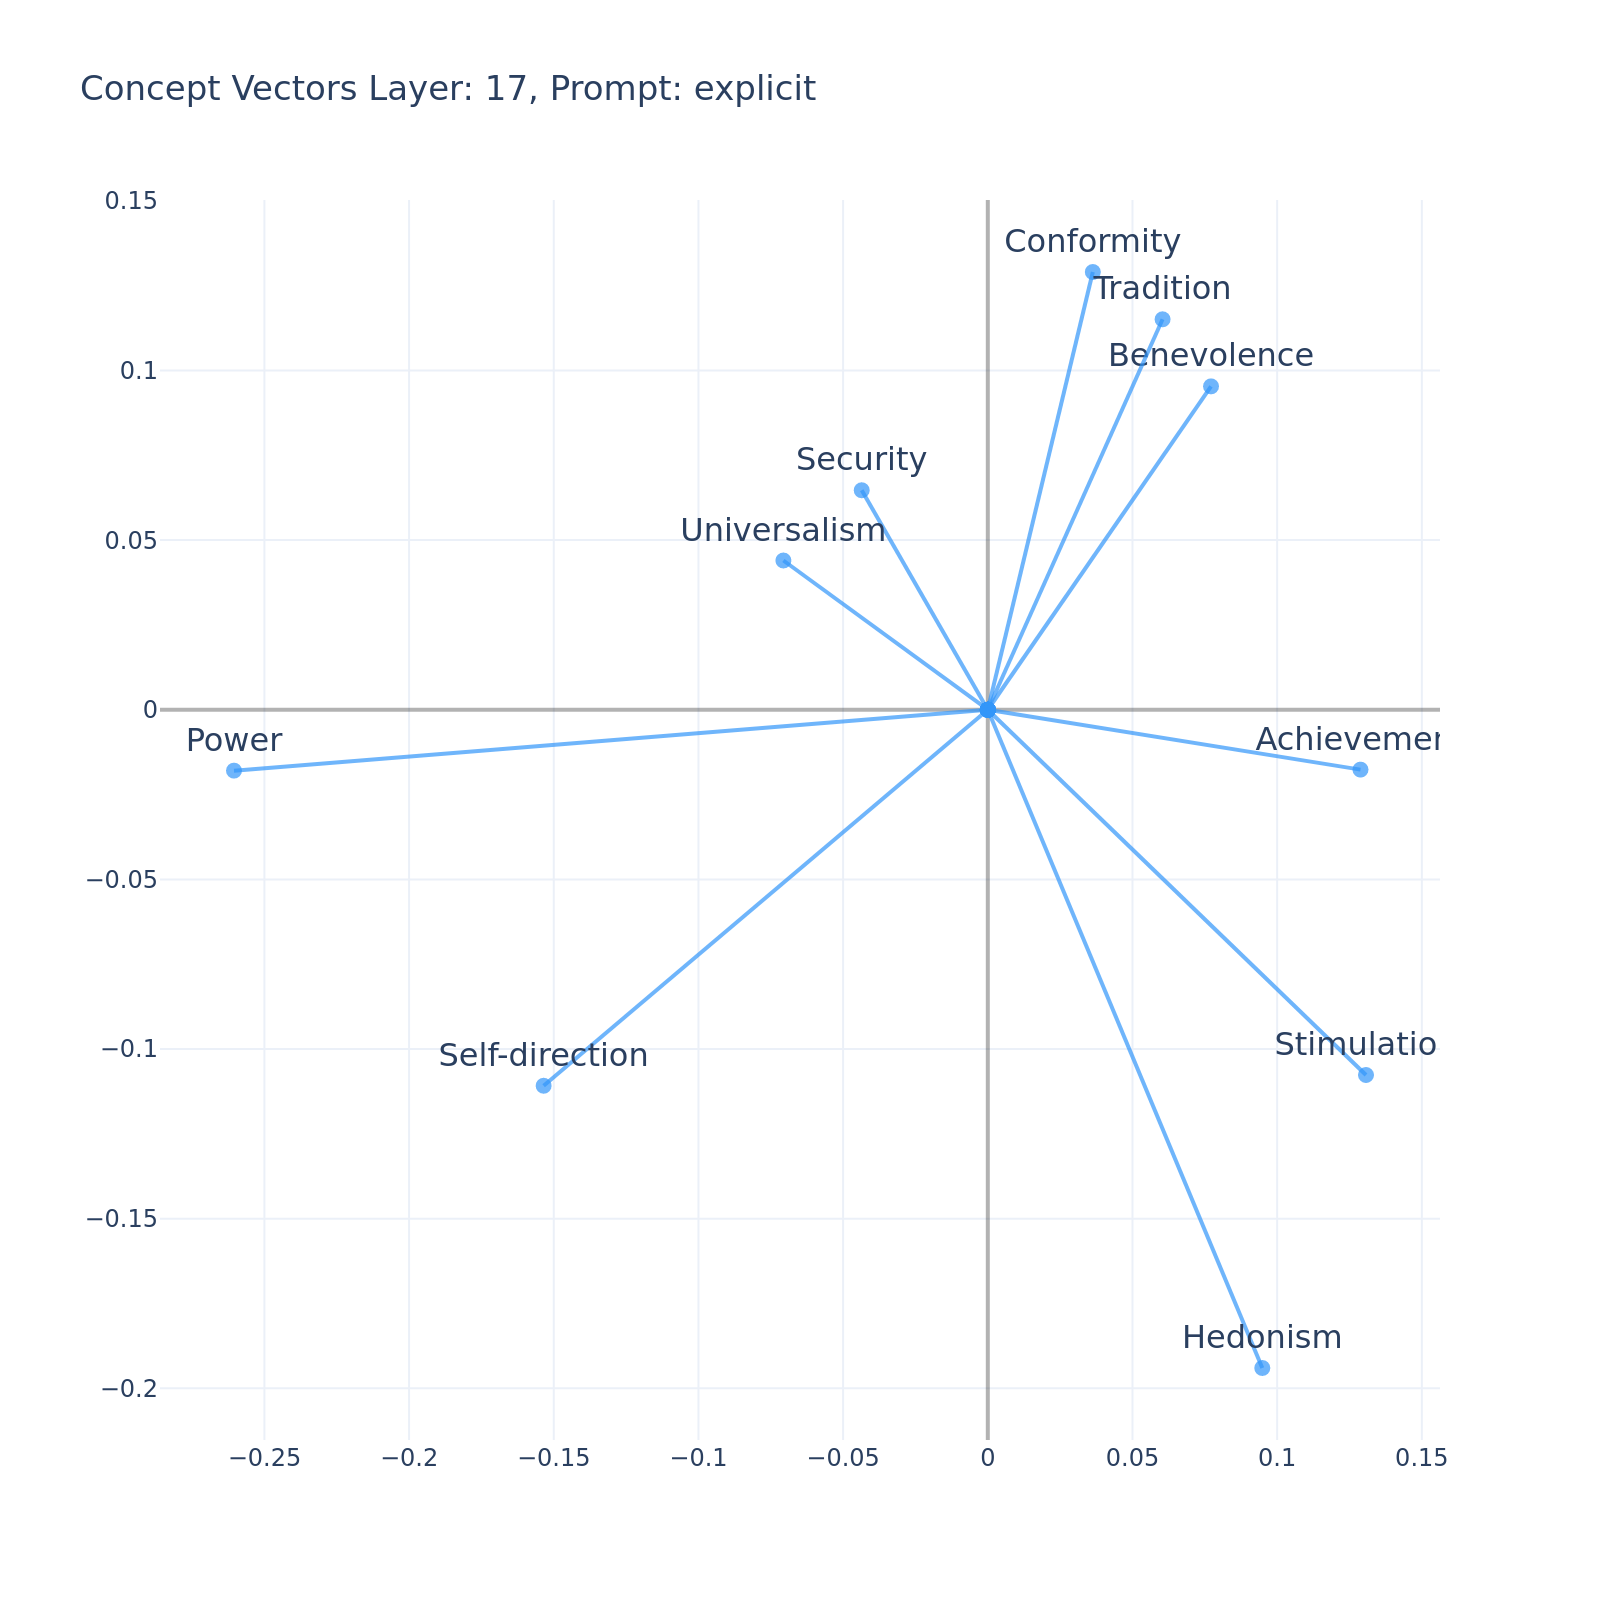 Concept Vectors Layer: 17, Prompt: explicit
0.15
Conformity
Tradition
Benevolence
0.1
Security
Universalism
0.05
0
Power
Achievemen
−0.05
Self-direction
Stimulatio
−0.1
−0.15
Hedonism
−0.2
−0.25 −0.2 −0.15 −0.1 −0.05 0 0.05 0.1 0.15